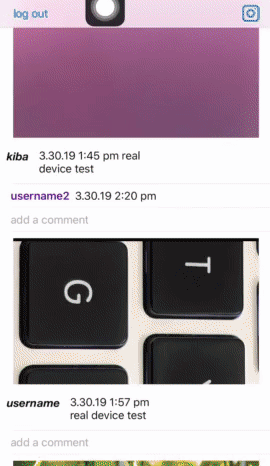 log out
kiba 3.30.19 1:45 pm real
device test
username2 3.30.19 2:20 pm
add a comment
G T
username 3.30.19 1:57 pm
real device test
add a comment